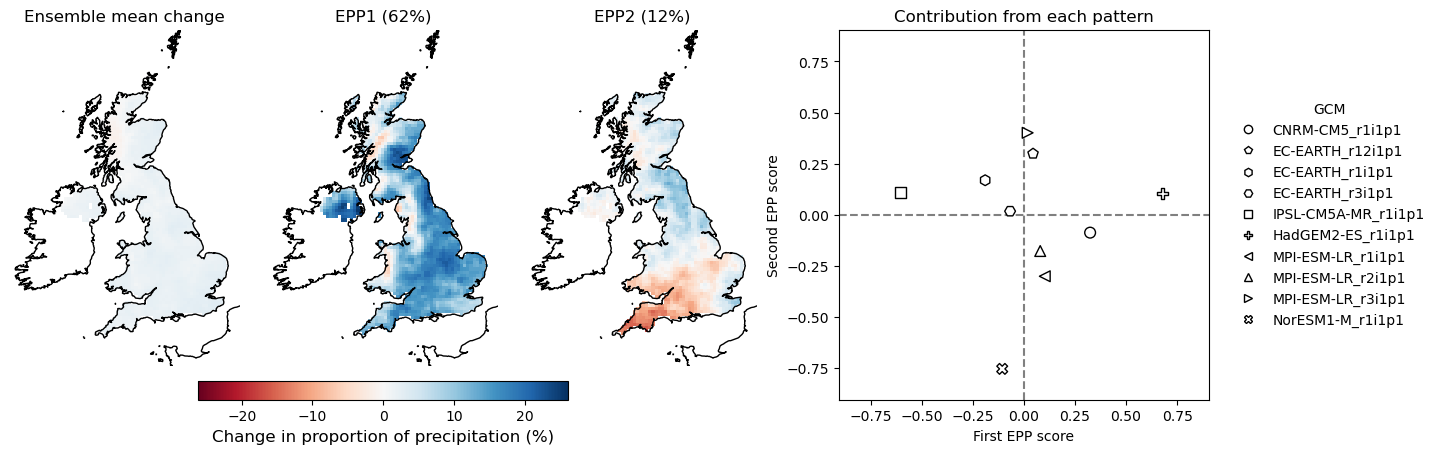 Ensemble mean change
EPP1 (62%)
EPP2 (12%)
Contribution from each pattern
−20
−10
0
10
20
Change in proportion of precipitation (%)
Second EPP score
0.75
0.50
0.25
0.00
−0.25
−0.50
−0.75
−0.75
−0.50
−0.25
0.00
0.25
0.50
0.75
First EPP score
GCM
CNRM-CM5_r1i1p1
EC-EARTH_r12i1p1
EC-EARTH_r1i1p1
EC-EARTH_r3i1p1
IPSL-CM5A-MR_r1i1p1
HadGEM2-ES_r1i1p1
MPI-ESM-LR_r1i1p1
MPI-ESM-LR_r2i1p1
MPI-ESM-LR_r3i1p1
NorESM1-M_r1i1p1